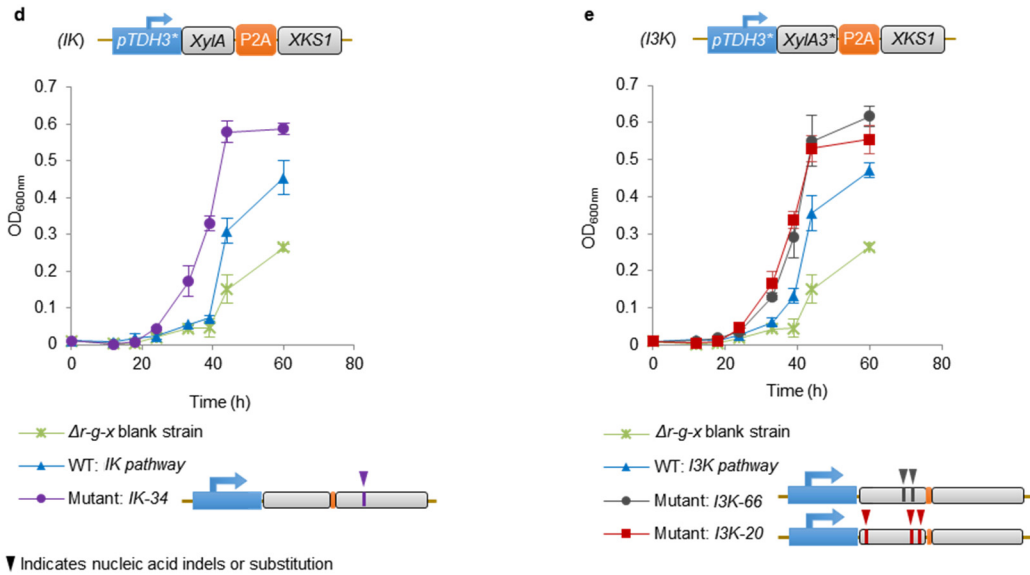 d
(IK) pTDH3* XylA P2A XKS1
0.7
0.6
0.5
0.4
0.3
0.2
0.1
0
OD600nm
0 20 40 60 80
Time (h)
Δr-g-x blank strain
WT: IK pathway
Mutant: IK-34
Indicates nucleic acid indels or substitution
e
(I3K) pTDH3* XylA3* P2A XKS1
0.7
0.6
0.5
0.4
0.3
0.2
0.1
0
OD600nm
0 20 40 60 80 100
Time (h)
Δr-g-x blank strain
WT: I3K pathway
Mutant: I3K-66
Mutant: I3K-20